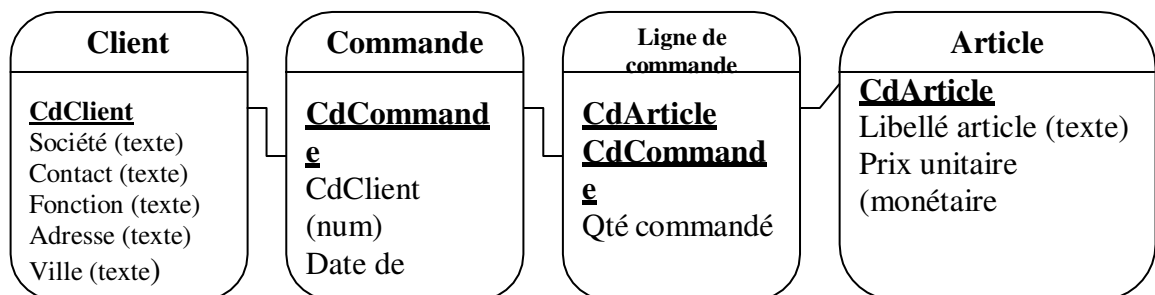 Client
CdClient
Société (texte)
Contact (texte)
Fonction (texte)
Adresse (texte)
Ville (texte)
Commande
CdCommand
e
CdClient
(num)
Date de
Ligne de
commande
CdArticle
CdCommand
e
Qté commandé
Article
CdArticle
Libellé article (texte)
Prix unitaire
(monétaire